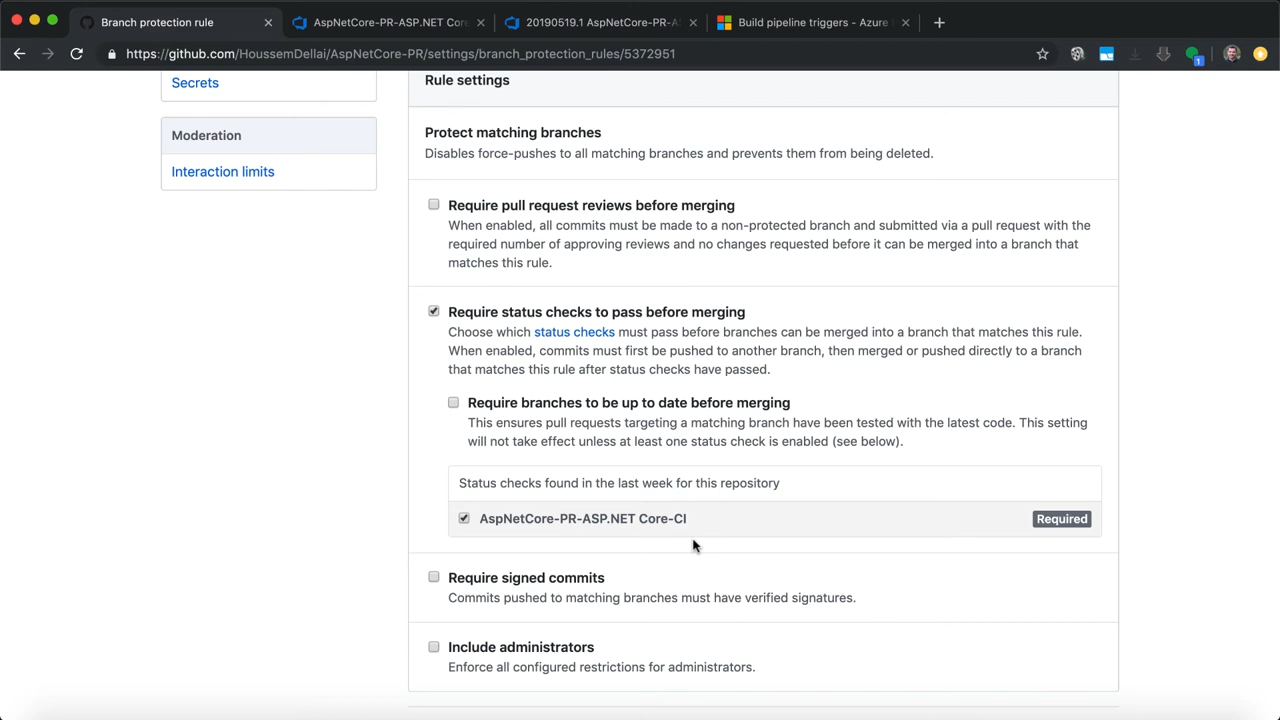 Branch protection rule
AspNetCore-PR-ASP.NET Core
20190519.1 AspNetCore-PR-A
Build pipeline triggers - Azure
https://github.com/HoussemDellai/AspNetCore-PR/settings/branch_protection_rules/5372951
1
Secrets
Moderation
Interaction limits
Rule settings
Protect matching branches
Disables force-pushes to all matching branches and prevents them from being deleted.
Require pull request reviews before merging
When enabled, all commits must be made to a non-protected branch and submitted via a pull request with the
required number of approving reviews and no changes requested before it can be merged into a branch that
matches this rule.
Require status checks to pass before merging
Choose which status checks must pass before branches can be merged into a branch that matches this rule.
When enabled, commits must first be pushed to another branch, then merged or pushed directly to a branch
that matches this rule after status checks have passed.
Require branches to be up to date before merging
This ensures pull requests targeting a matching branch have been tested with the latest code. This setting
will not take effect unless at least one status check is enabled (see below).
Status checks found in the last week for this repository
AspNetCore-PR-ASP.NET Core-CI
Required
Require signed commits
Commits pushed to matching branches must have verified signatures.
Include administrators
Enforce all configured restrictions for administrators.